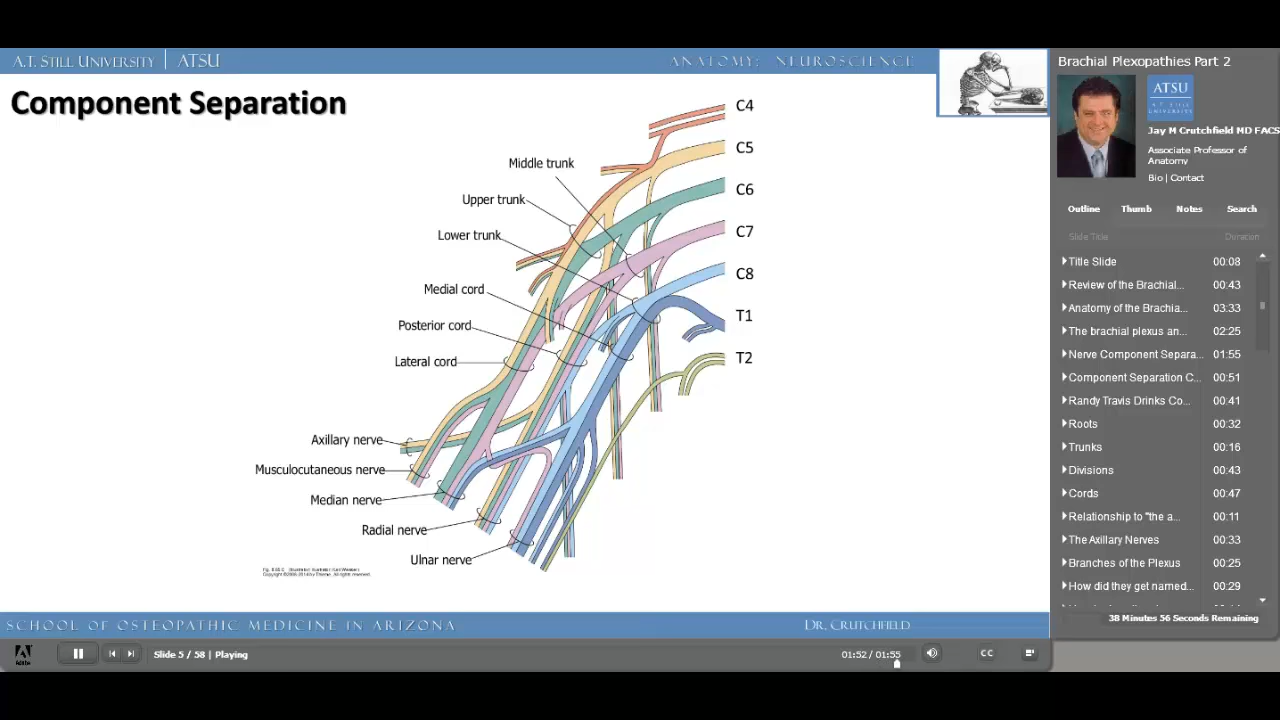 A.T. STILL UNIVERSITY | ATSU
ANATOMY: NEUROSCIENCE
Component Separation
C4
C5
C6
C7
C8
T1
T2
Middle trunk
Upper trunk
Lower trunk
Medial cord
Posterior cord
Lateral cord
Axillary nerve
Musculocutaneous nerve
Median nerve
Radial nerve
Ulnar nerve
SCHOOL OF OSTEOPATHIC MEDICINE IN ARIZONA
DR. CRUTCHFIELD
Slide 5 / 58 | Playing
01:52 / 01:55
CC
Brachial Plexopathies Part 2
ATSU
A.T. STILL
UNIVERSITY
Jay M Crutchfield MD FACS
Associate Professor of
Anatomy
Bio | Contact
Outline Thumb Notes Search
Slide Title Duration
Title Slide 00:08
Review of the Brachial... 00:43
Anatomy of the Brachia... 03:33
The brachial plexus an... 02:25
Nerve Component Separa... 01:55
Component Separation C... 00:51
Randy Travis Drinks Co... 00:41
Roots 00:32
Trunks 00:16
Divisions 00:43
Cords 00:47
Relationship to "the a... 00:11
The Axillary Nerves 00:33
Branches of the Plexus 00:25
How did they get named... 00:29
38 Minutes 56 Seconds Remaining
Adobe